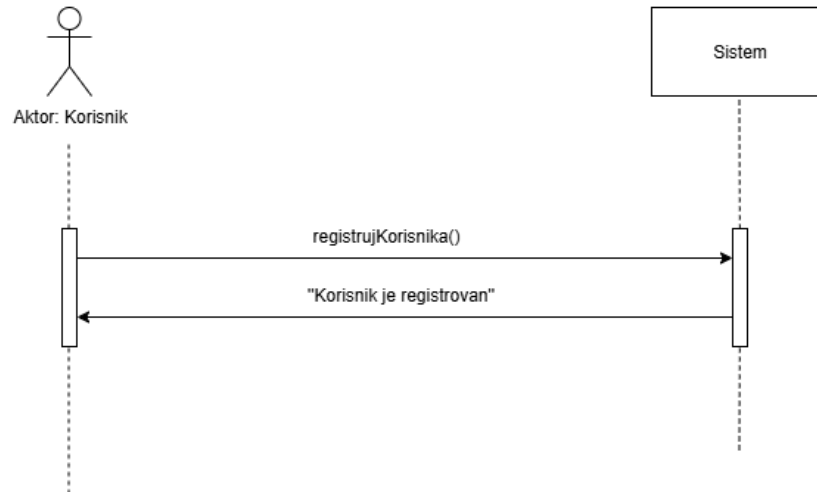 Sistem
Aktor: Korisnik
registrujKorisnika()
"Korisnik je registrovan"